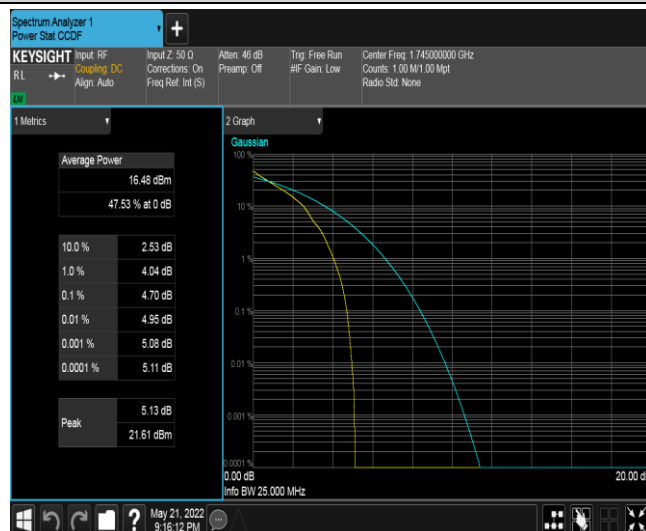 Spectrum Analyzer 1
Power Stat CCDF
+
KEYSIGHT Input: RF Input Z: 50 Ω Atten: 46 dB Trig: Free Run Center Freq: 1.745000000 GHz
RL Coupling: DC Corrections: On Preamp: Off #IF Gain: Low Counts: 1.00 M/1.00 Mpt
Align: Auto Freq Ref: Int (S) Radio Std: None
LXI
1 Metrics
Average Power
16.48 dBm
47.53 % at 0 dB
10.0 % 2.53 dB
1.0 % 4.04 dB
0.1 % 4.70 dB
0.01 % 4.95 dB
0.001 % 5.08 dB
0.0001 % 5.11 dB
Peak 5.13 dB
21.61 dBm
2 Graph
Gaussian
100 %
10 %
1 %
0.1 %
0.01 %
0.001 %
0.0001 %
0.00 dB 20.00 d
Info BW 25.000 MHz
? May 21, 2022
9:16:12 PM